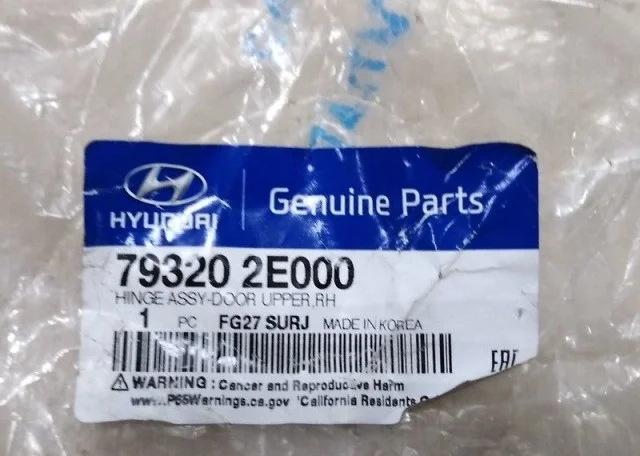 HYUNDAI
Genuine Parts
79320 2E000
HINGE ASSY-DOOR UPPER,RH
1 PC FG27 SURJ MADE IN KOREA
EAC
WARNING : Cancer and Reproductive Harm
www.P65Warnings.ca.gov 'California Residents